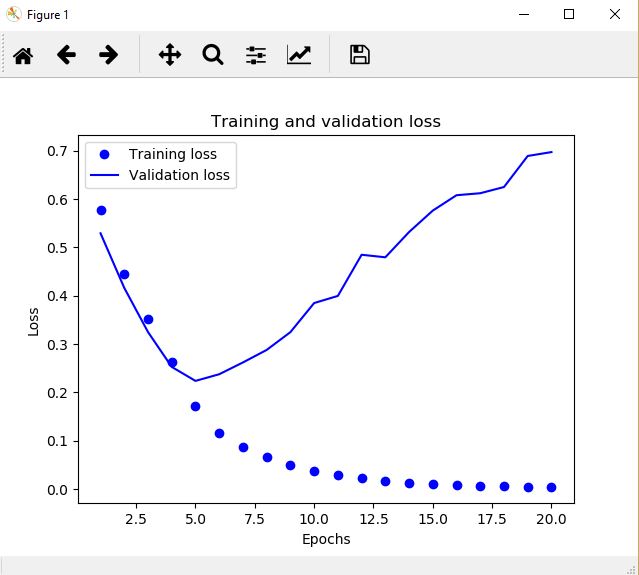 Figure 1
Training and validation loss
Training loss
Validation loss
0.7
0.6
0.5
0.4
0.3
0.2
0.1
0.0
Loss
2.5 5.0 7.5 10.0 12.5 15.0 17.5 20.0
Epochs